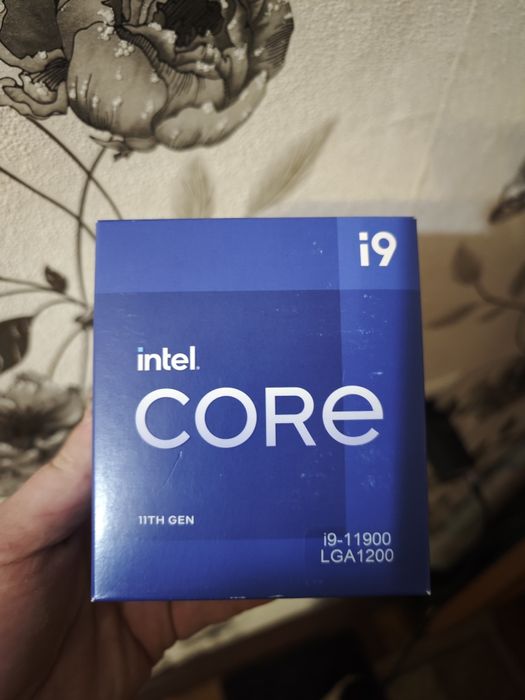 i9
intel.
CORe
11TH GEN
i9-11900
LGA1200